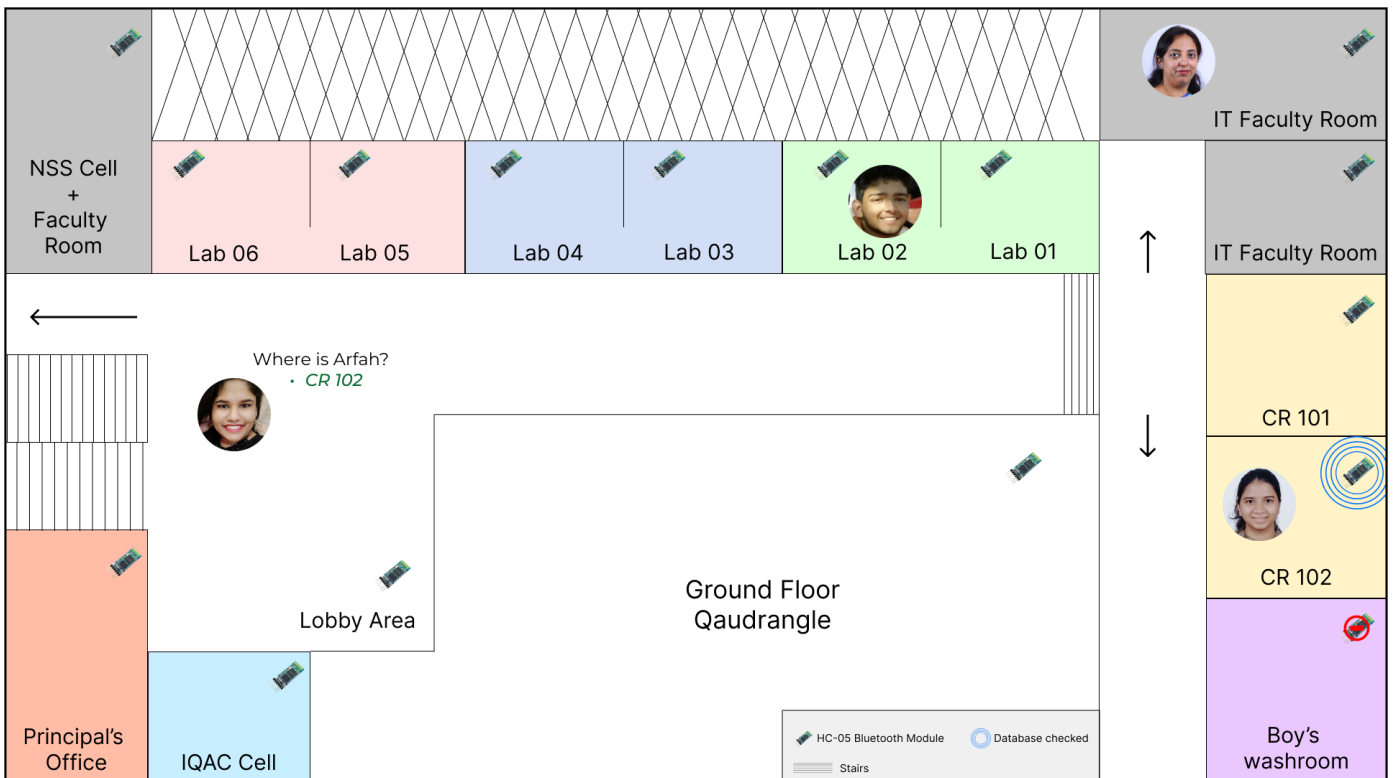 IT Faculty Room
NSS Cell
+
Faculty
Room
Lab 06
Lab 05
Lab 04
Lab 03
Lab 02
Lab 01
IT Faculty Room
Where is Arfah?
• CR 102
CR 101
CR 102
Lobby Area
Ground Floor
Qaudrangle
Principal's
Office
IQAC Cell
HC-05 Bluetooth Module
Database checked
Stairs
Boy's
washroom